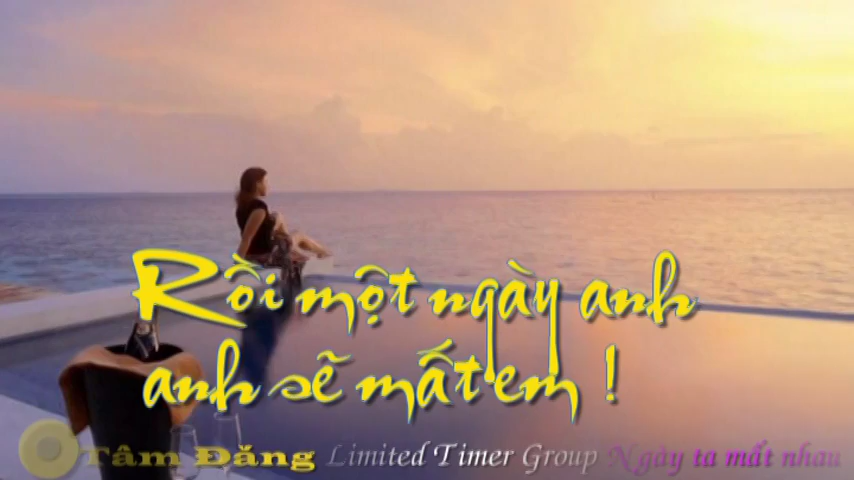 Rồi một ngày anh
anh sẽ mất em !
Tâm Đăng Limited Timer Group Ngày ta mất nhau